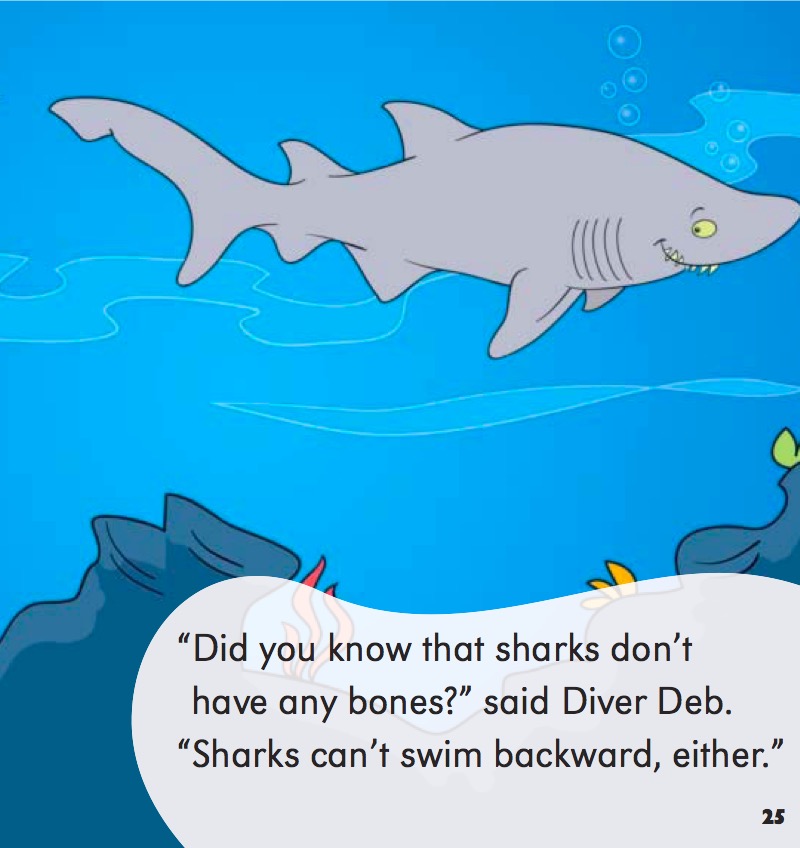 “Did you know that sharks don’t
have any bones?” said Diver Deb.
“Sharks can’t swim backward, either.”
25